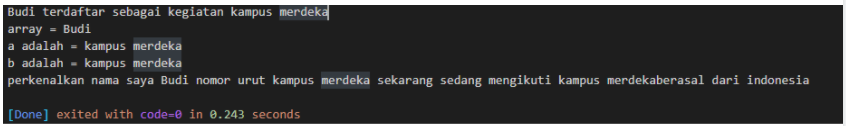 Budi terdaftar sebagai kegiatan kampus merdeka
array = Budi
a adalah = kampus merdeka
b adalah = kampus merdeka
perkenalkan nama saya Budi nomor urut kampus merdeka sekarang sedang mengikuti kampus merdekaberasal dari indonesia
[Done] exited with code=0 in 0.243 seconds